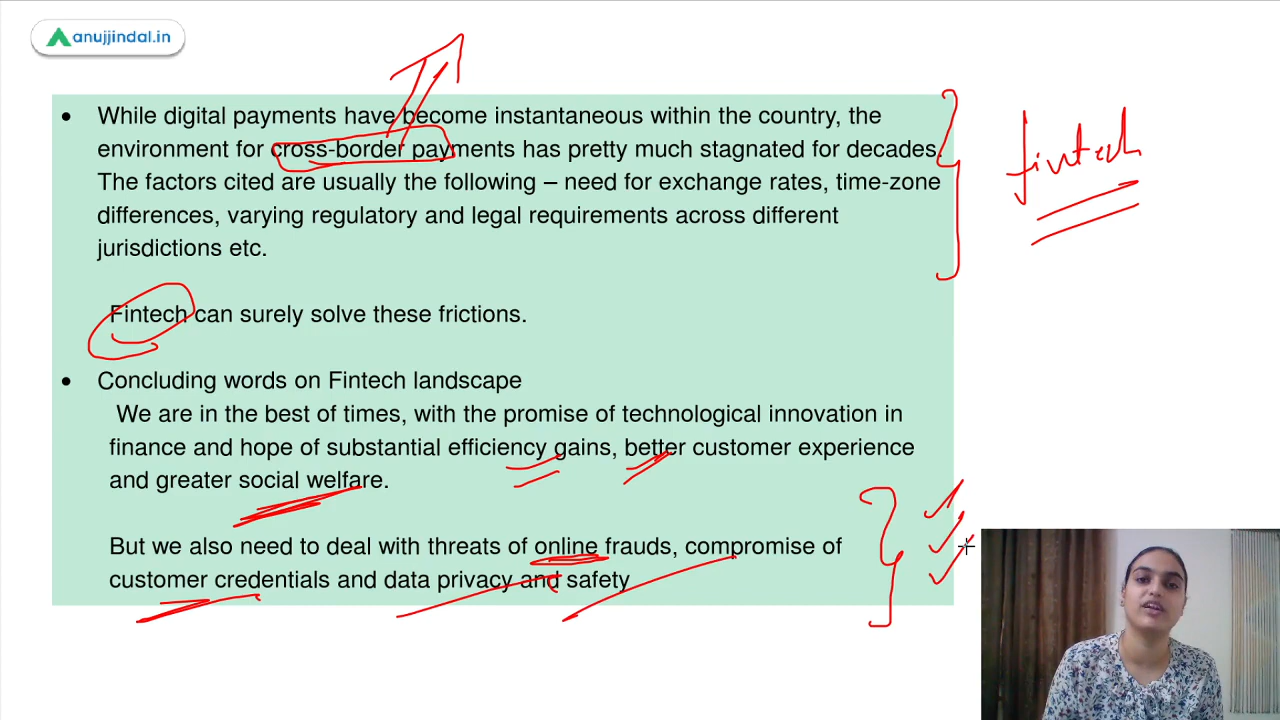 anujjindal.in
• While digital payments have become instantaneous within the country, the
environment for cross-border payments has pretty much stagnated for decades.
The factors cited are usually the following – need for exchange rates, time-zone
differences, varying regulatory and legal requirements across different
jurisdictions etc.
fintech
Fintech can surely solve these frictions.
• Concluding words on Fintech landscape
We are in the best of times, with the promise of technological innovation in
finance and hope of substantial efficiency gains, better customer experience
and greater social welfare.
But we also need to deal with threats of online frauds, compromise of
customer credentials and data privacy and safety